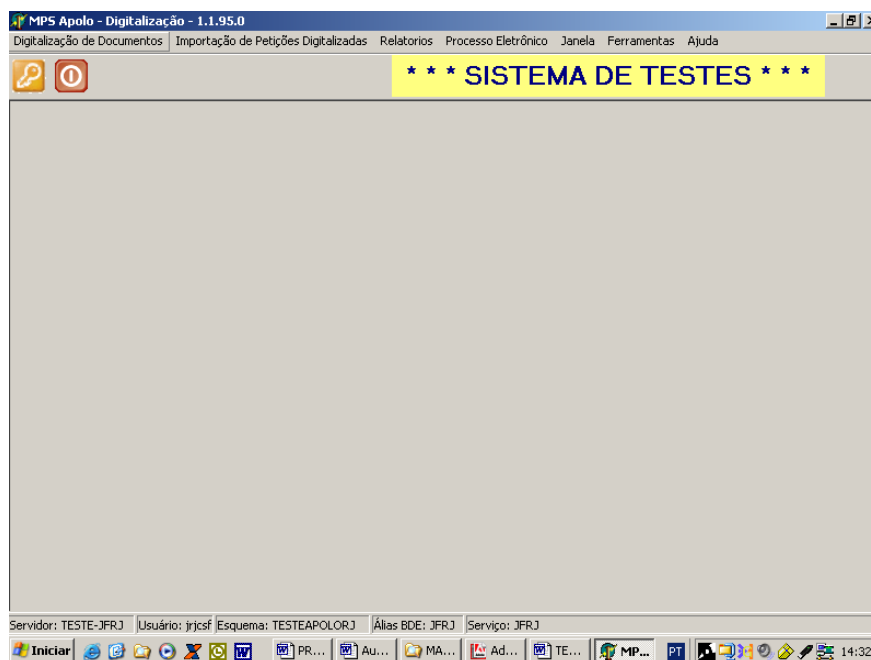 MPS Apolo - Digitalização - 1.1.95.0
Digitalização de Documentos Importação de Petições Digitalizadas Relatorios Processo Eletrônico Janela Ferramentas Ajuda
* * * SISTEMA DE TESTES * * *
Servidor: TESTE-JFRJ Usuário: jrjcsf Esquema: TESTEAPOLORJ Álias BDE: JFRJ Serviço: JFRJ
Iniciar PR... Au... MA... Ad... TE... MP... PT 14:32